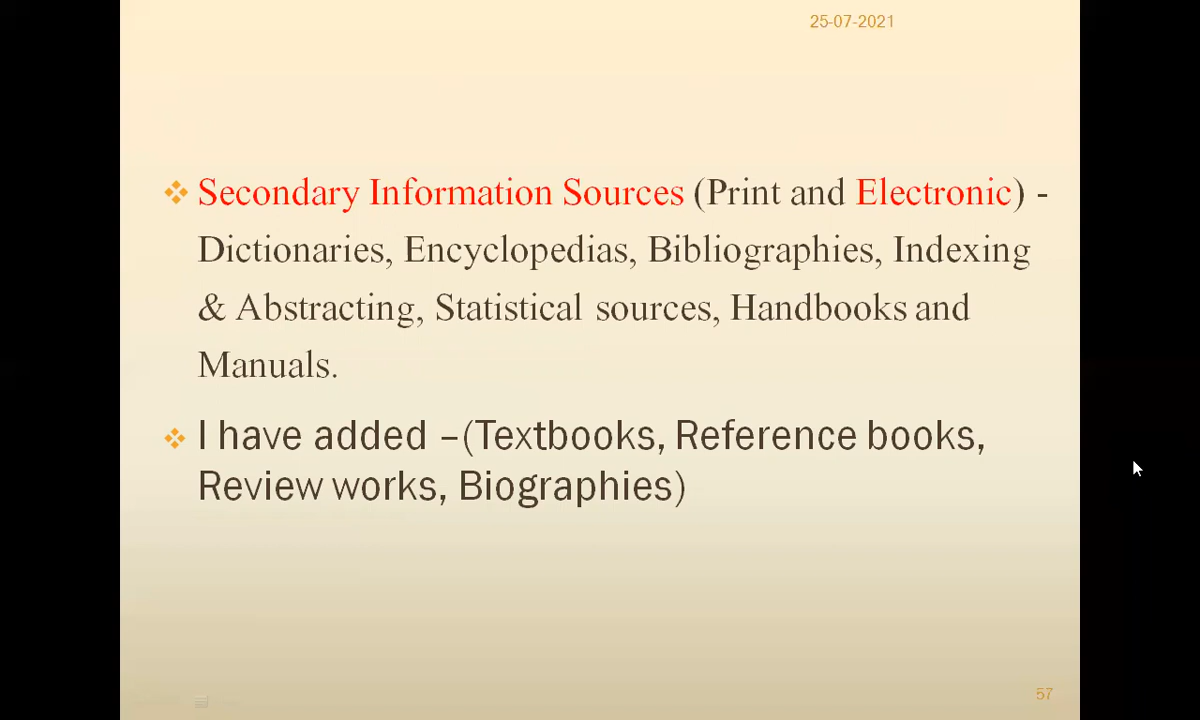 25-07-2021
Secondary Information Sources (Print and Electronic) -
Dictionaries, Encyclopedias, Bibliographies, Indexing
& Abstracting, Statistical sources, Handbooks and
Manuals.
I have added –(Textbooks, Reference books,
Review works, Biographies)
57